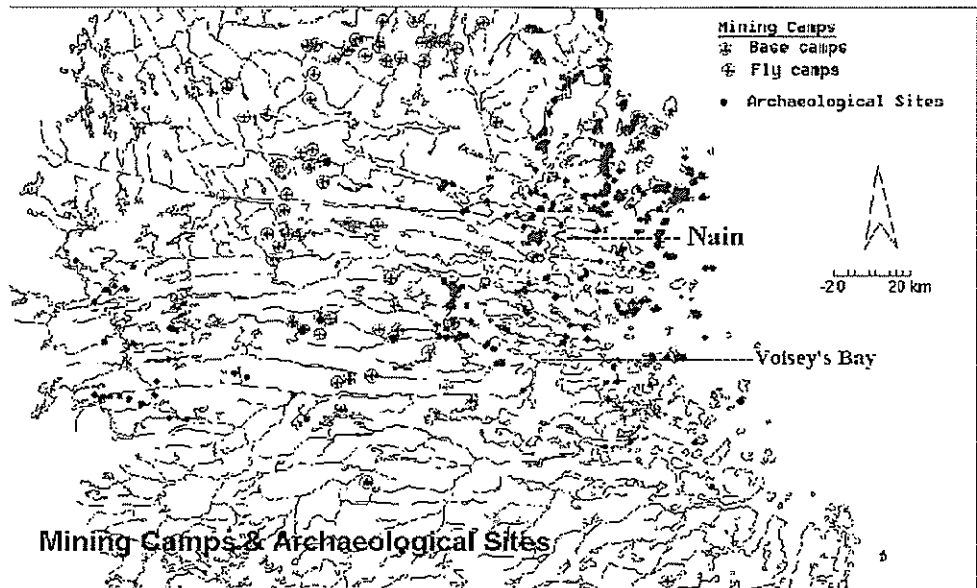 Mining Camps
Base camps
Fly camps
Archaeological Sites
Nain
-20 20 km
Voisey's Bay
Mining Camps & Archaeological Sites